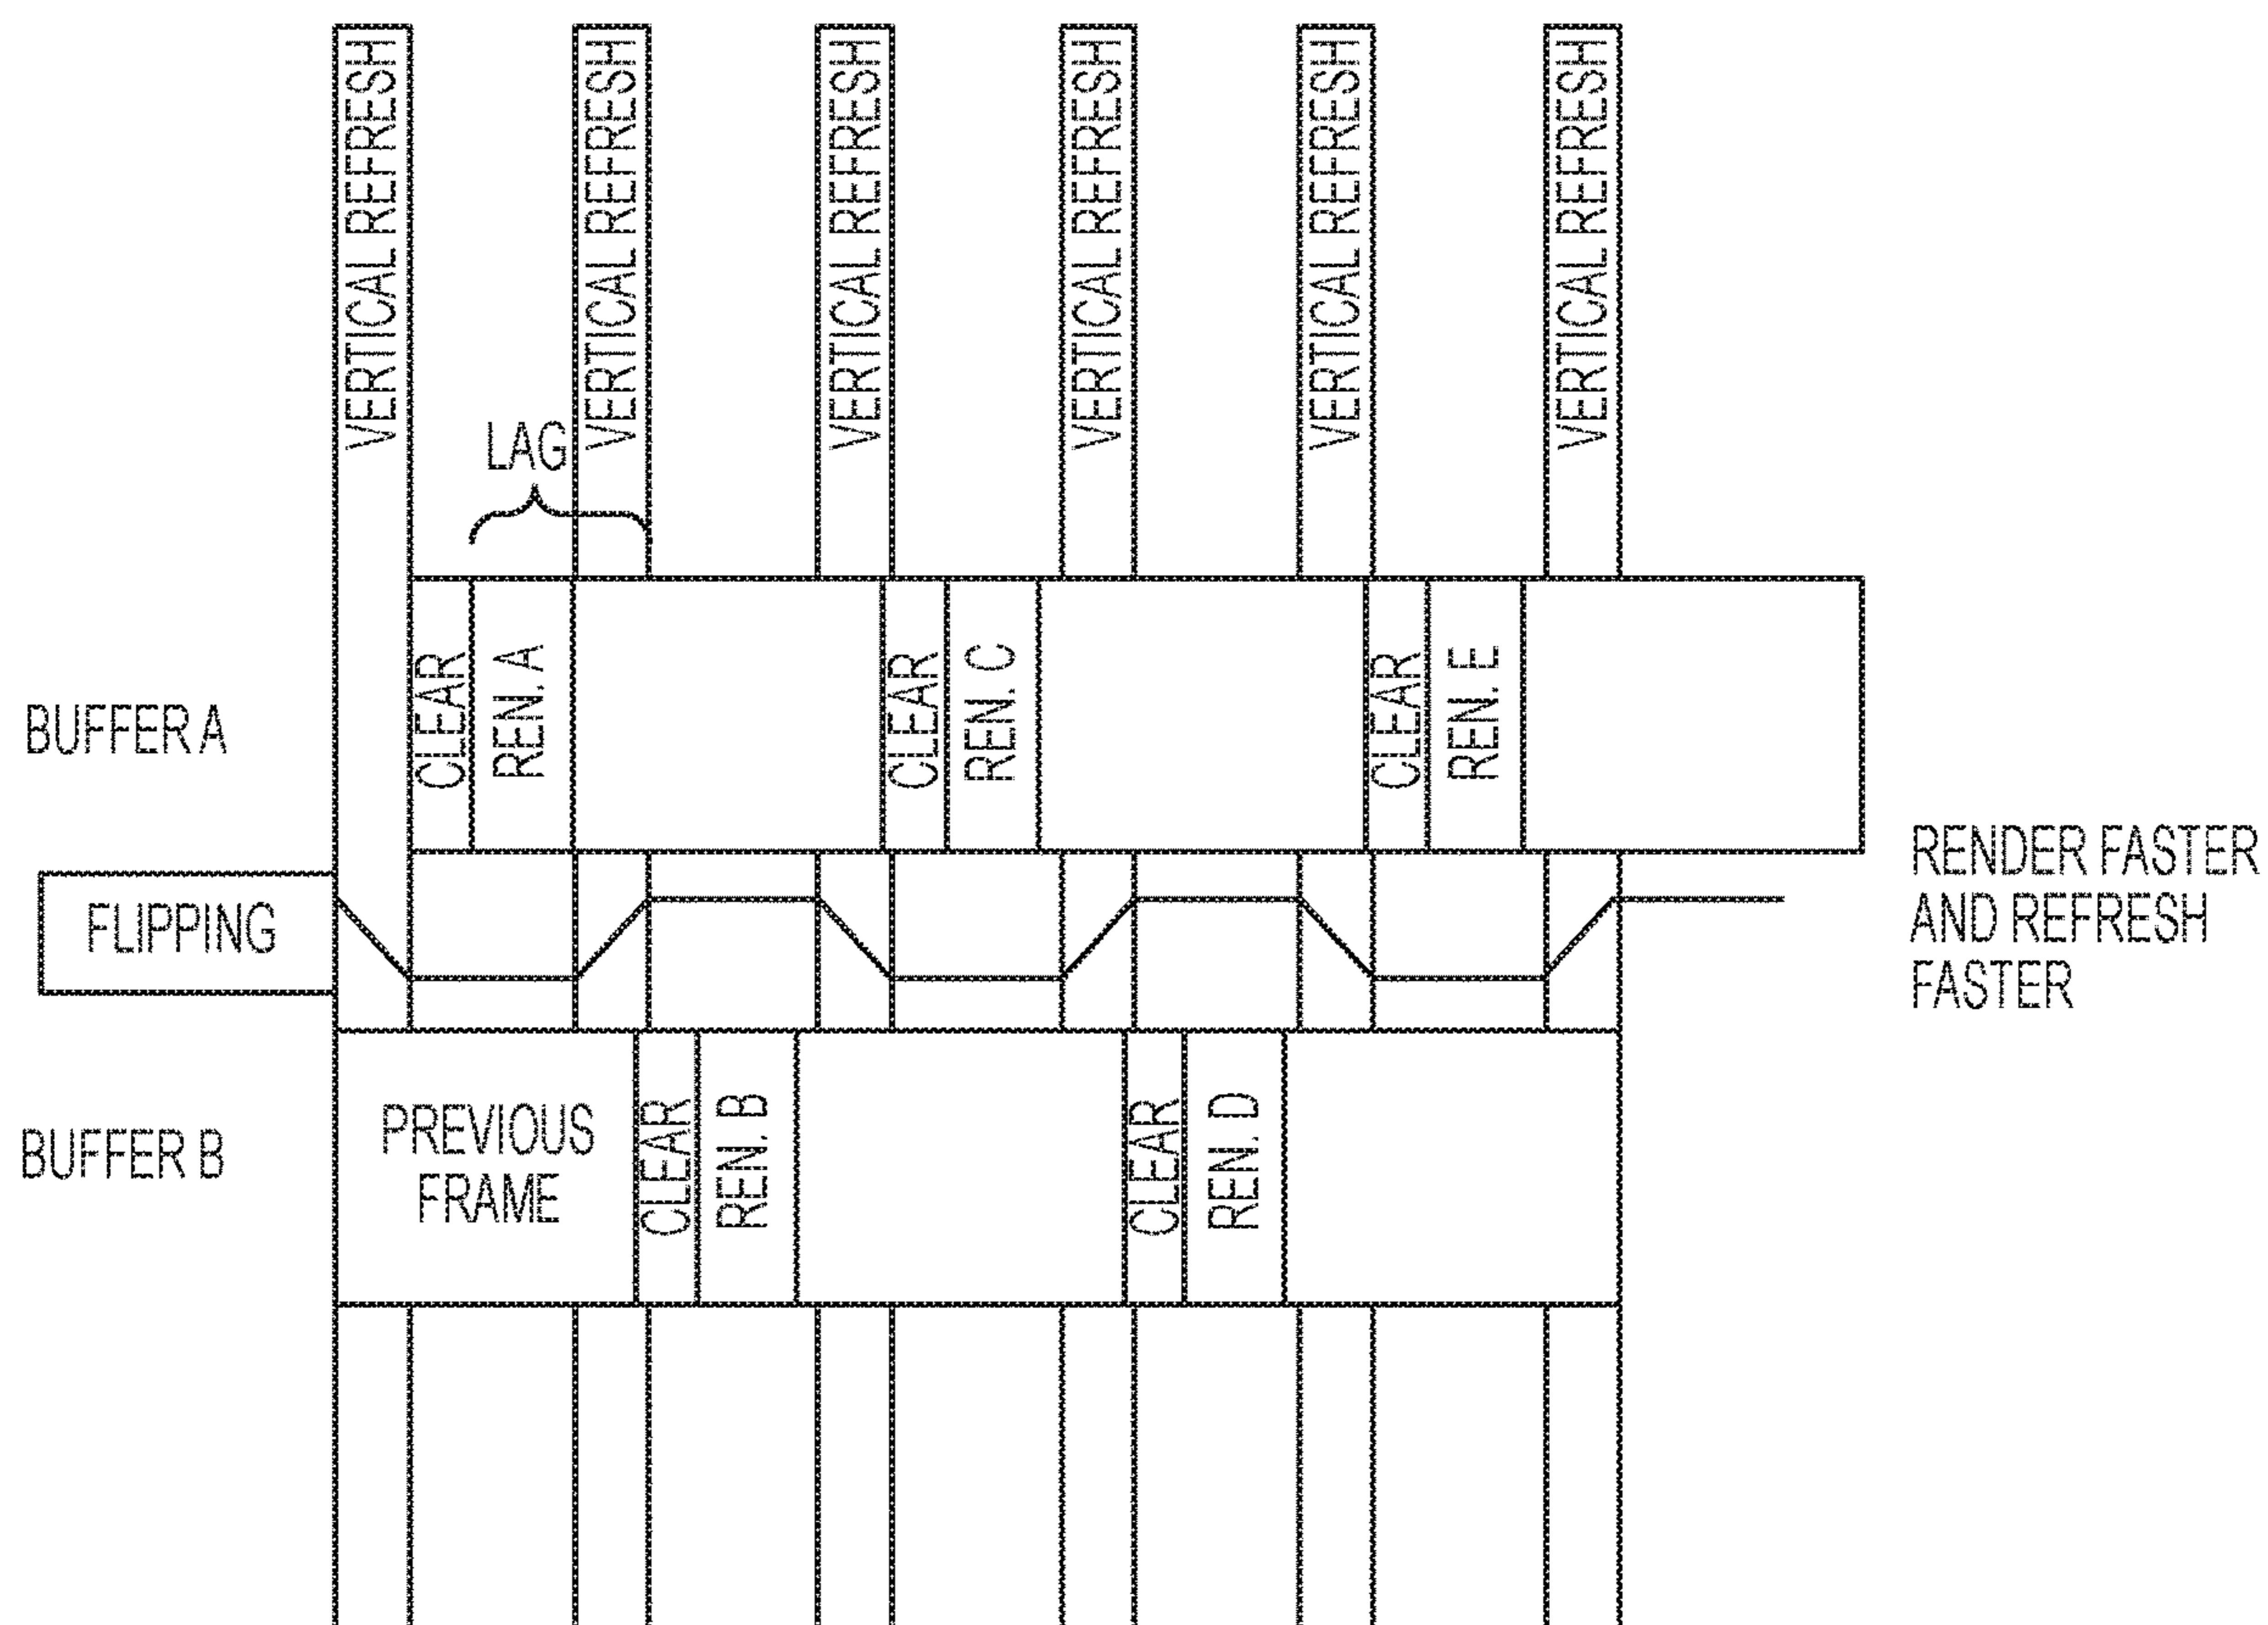 VERTICAL REFRESH
VERTICAL REFRESH
VERTICAL REFRESH
VERTICAL REFRESH
VERTICAL REFRESH
VERTICAL REFRESH
LAG
BUFFER A
CLEAR
REN. A
CLEAR
REN. C
CLEAR
REN. E
FLIPPING
RENDER FASTER
AND REFRESH
FASTER
BUFFER B
PREVIOUS
FRAME
CLEAR
REN. B
CLEAR
REN. D